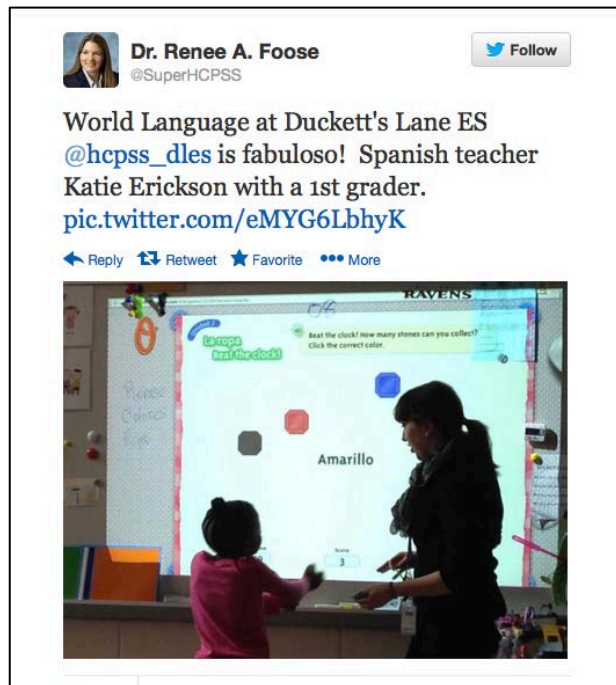 Dr. Renee A. Foose
@SuperHCPSS
Follow
World Language at Duckett's Lane ES
@hcpss_dles is fabuloso! Spanish teacher
Katie Erickson with a 1st grader.
pic.twitter.com/eMYG6LbhyK
Reply Retweet Favorite More
RAVENS
La ropa
Beat the clock!
Beat the clock! How many stones can you collect?
Click the correct color.
Amarillo
Score
3